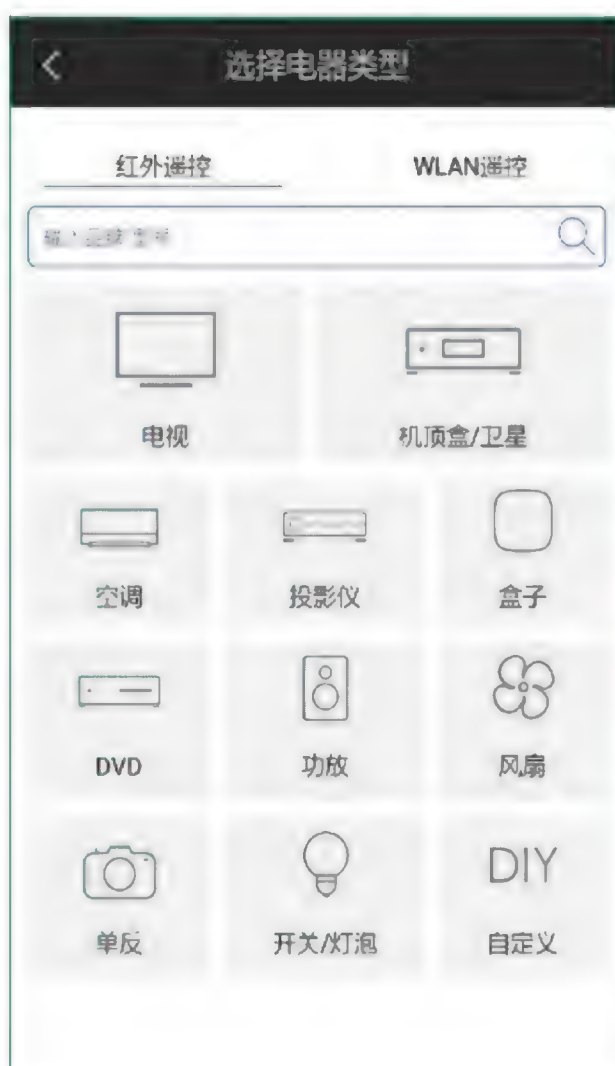 选择电器类型
红外遥控 WLAN遥控
电视 机顶盒/卫星
空调 投影仪 盒子
DVD 功放 风扇
DIY
单反 开关/灯泡 自定义